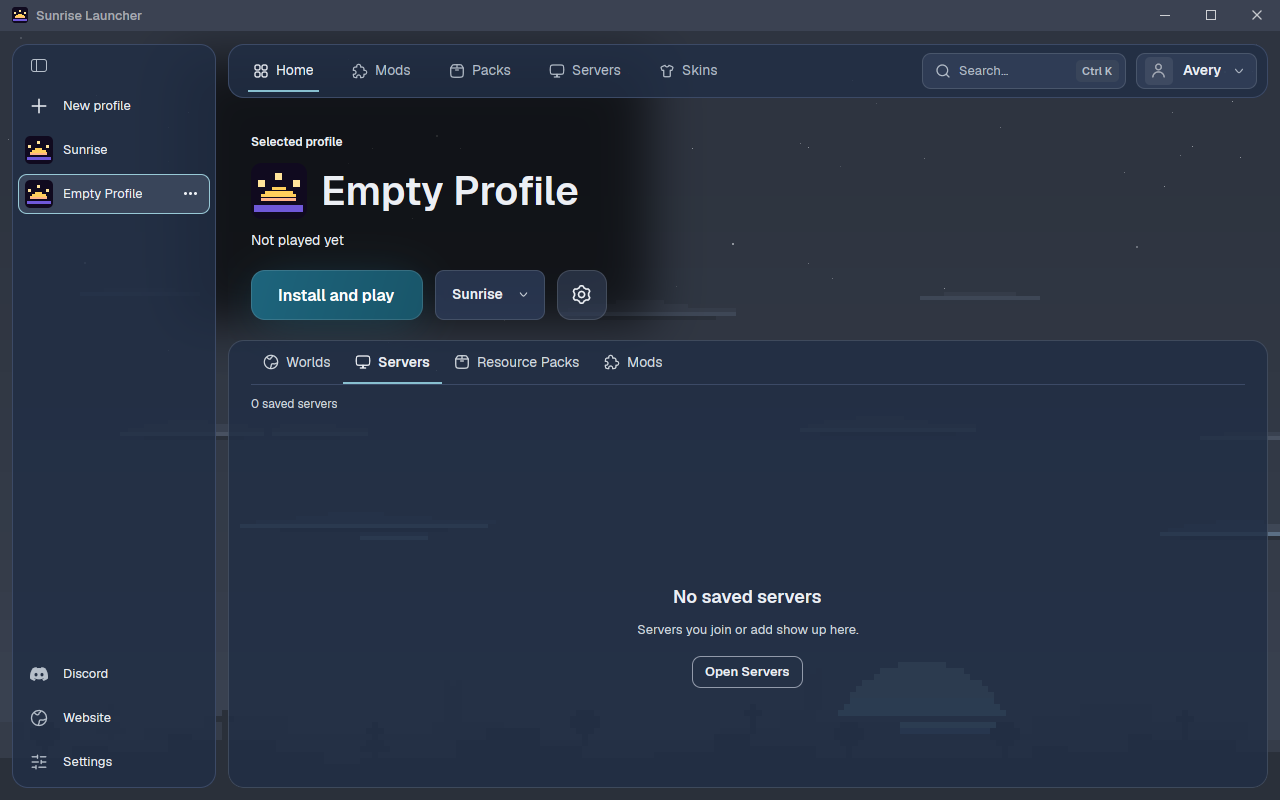 Sunrise Launcher
New profile
Sunrise
Empty Profile
Discord
Website
Settings
Home
Mods
Packs
Servers
Skins
Search...
Ctrl K
Avery
Selected profile
Empty Profile
Not played yet
Install and play
Sunrise
Worlds
Servers
Resource Packs
Mods
0 saved servers
No saved servers
Servers you join or add show up here.
Open Servers